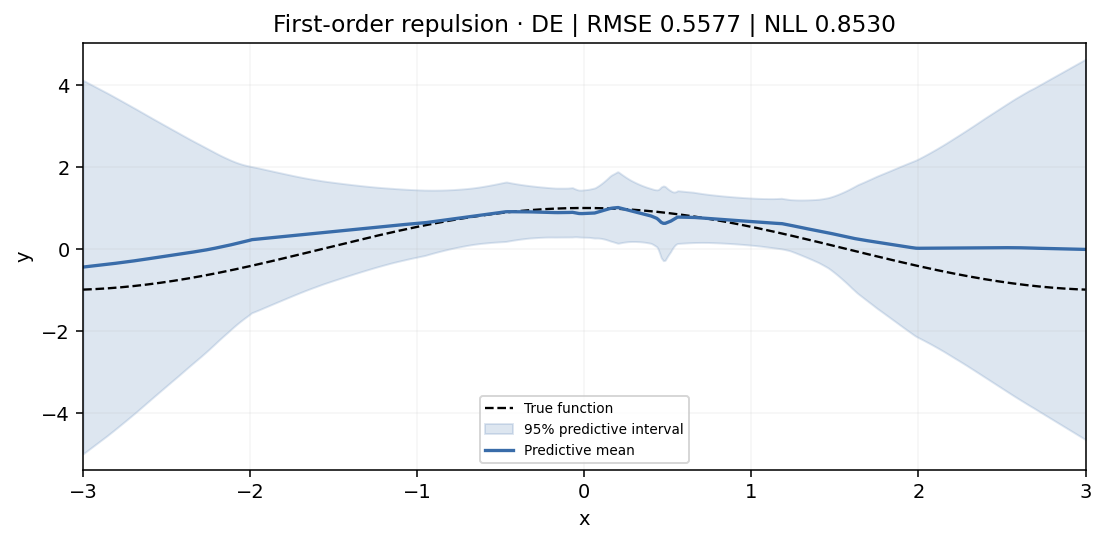 First-order repulsion · DE | RMSE 0.5577 | NLL 0.8530
y
4
2
0
−2
−4
True function
95% predictive interval
Predictive mean
−3 −2 −1 0 1 2 3
x